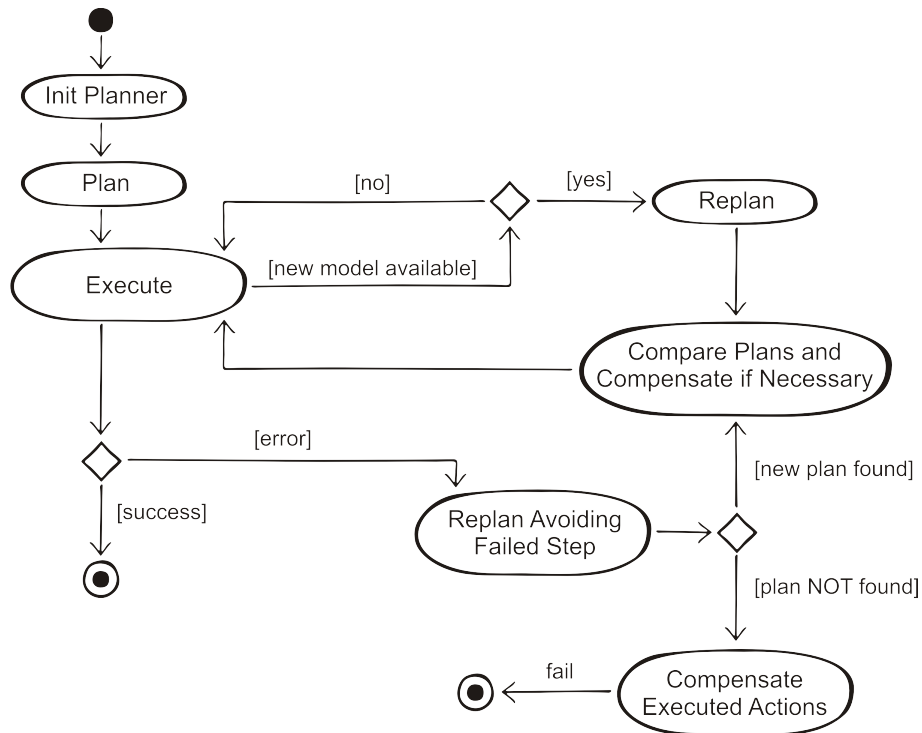 Init Planner
Plan
[no]
[yes]
Replan
Execute
[new model available]
Compare Plans and
Compensate if Necessary
[error]
[new plan found]
[success]
Replan Avoiding
Failed Step
[plan NOT found]
fail
Compensate
Executed Actions